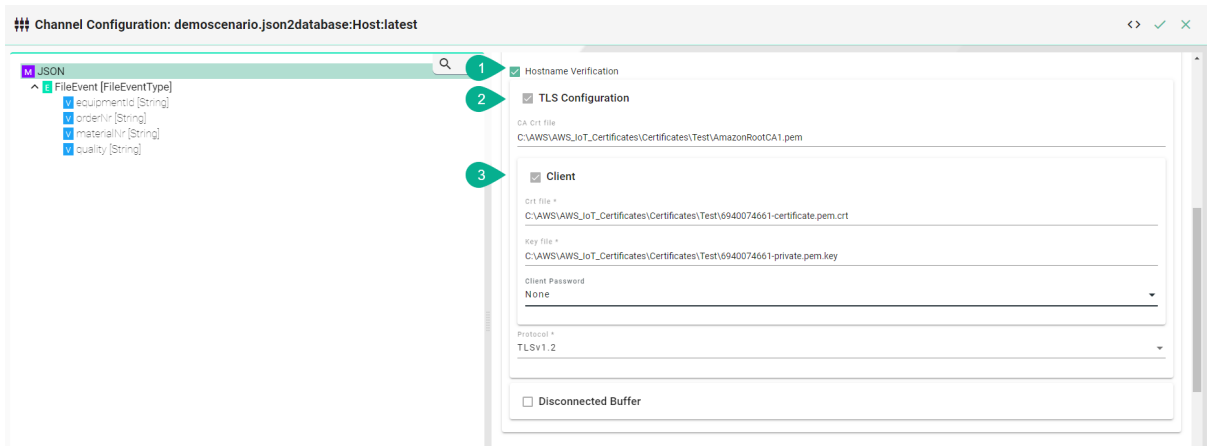 Channel Configuration: demoscenario.json2database:Host:latest
M JSON
E FileEvent [FileEventType]
V equipmentId [String]
V orderNr [String]
V materialNr [String]
V quality [String]
1 Hostname Verification
2 TLS Configuration
CA Crt file
C:\AWS\AWS_IoT_Certificates\Certificates\Test\AmazonRootCA1.pem
3 Client
Crt file *
C:\AWS\AWS_IoT_Certificates\Certificates\Test\6940074661-certificate.pem.crt
Key file *
C:\AWS\AWS_IoT_Certificates\Certificates\Test\6940074661-private.pem.key
Client Password
None
Protocol *
TLSv1.2
Disconnected Buffer